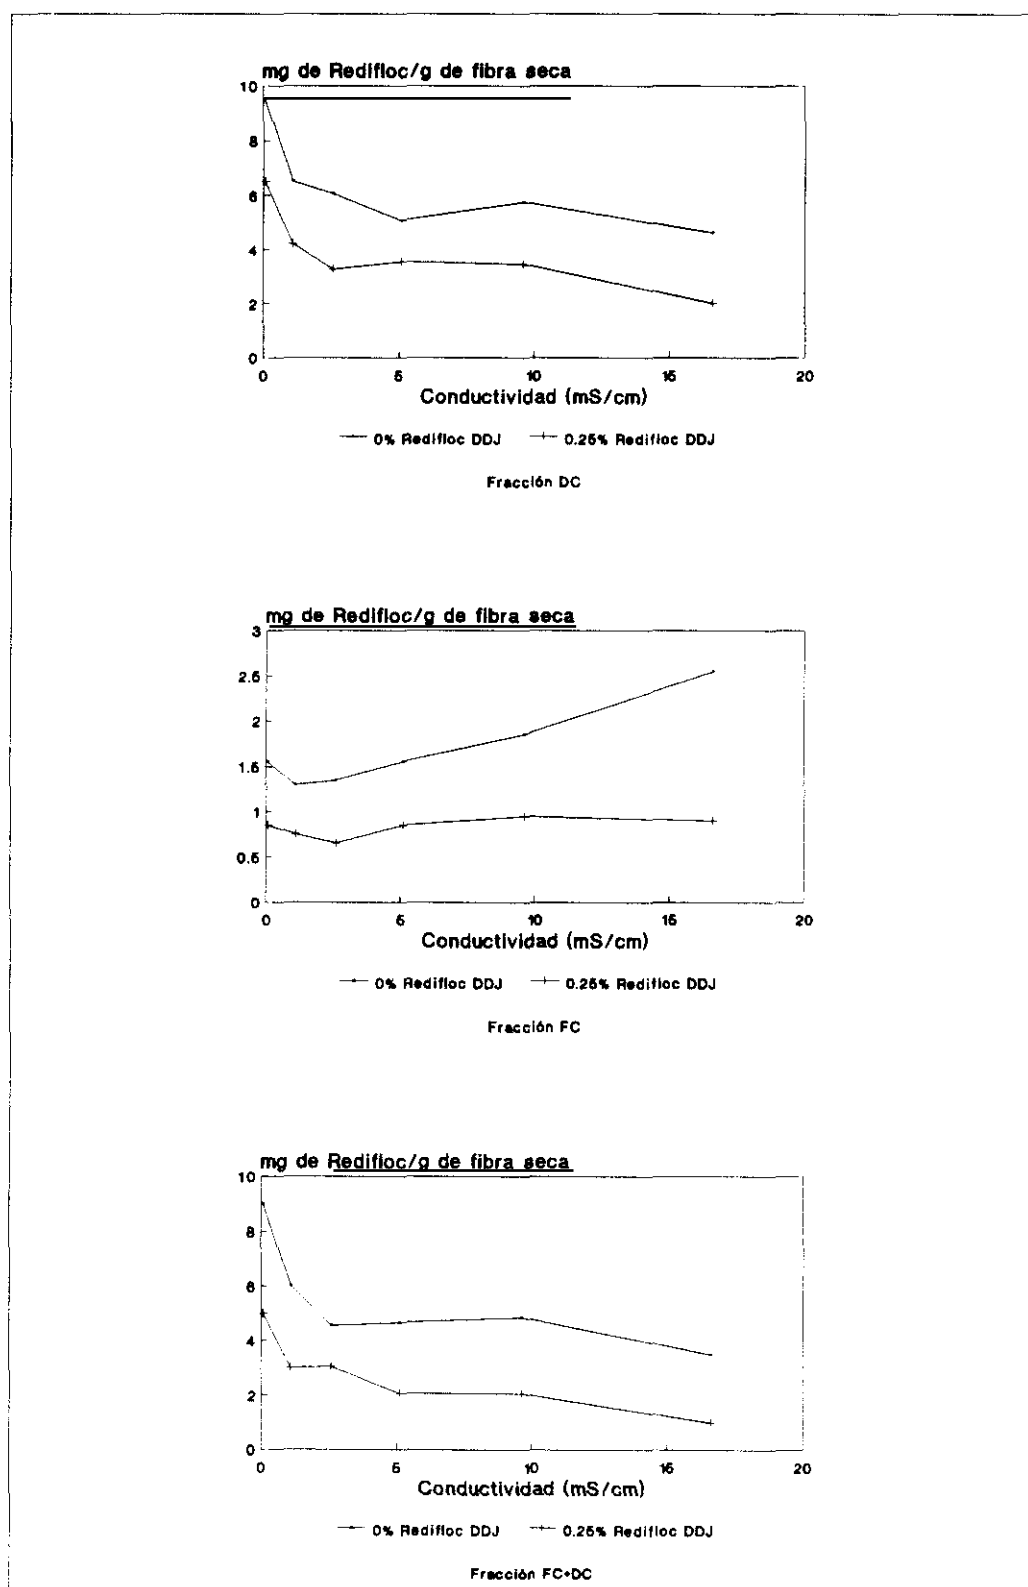 mg de Redifloc/g de fibra seca
10
8
6
4
2
0
0 5 10 15 20
Conductividad (mS/cm)
0% Redifloc DDJ 0.25% Redifloc DDJ
Fracción DC
mg de Redifloc/g de fibra seca
3
2.5
2
1.5
1
0.5
0
0 5 10 15 20
Conductividad (mS/cm)
0% Redifloc DDJ 0.25% Redifloc DDJ
Fracción FC
mg de Redifloc/g de fibra seca
10
8
6
4
2
0
0 5 10 15 20
Conductividad (mS/cm)
0% Redifloc DDJ 0.25% Redifloc DDJ
Fracción FC+DC